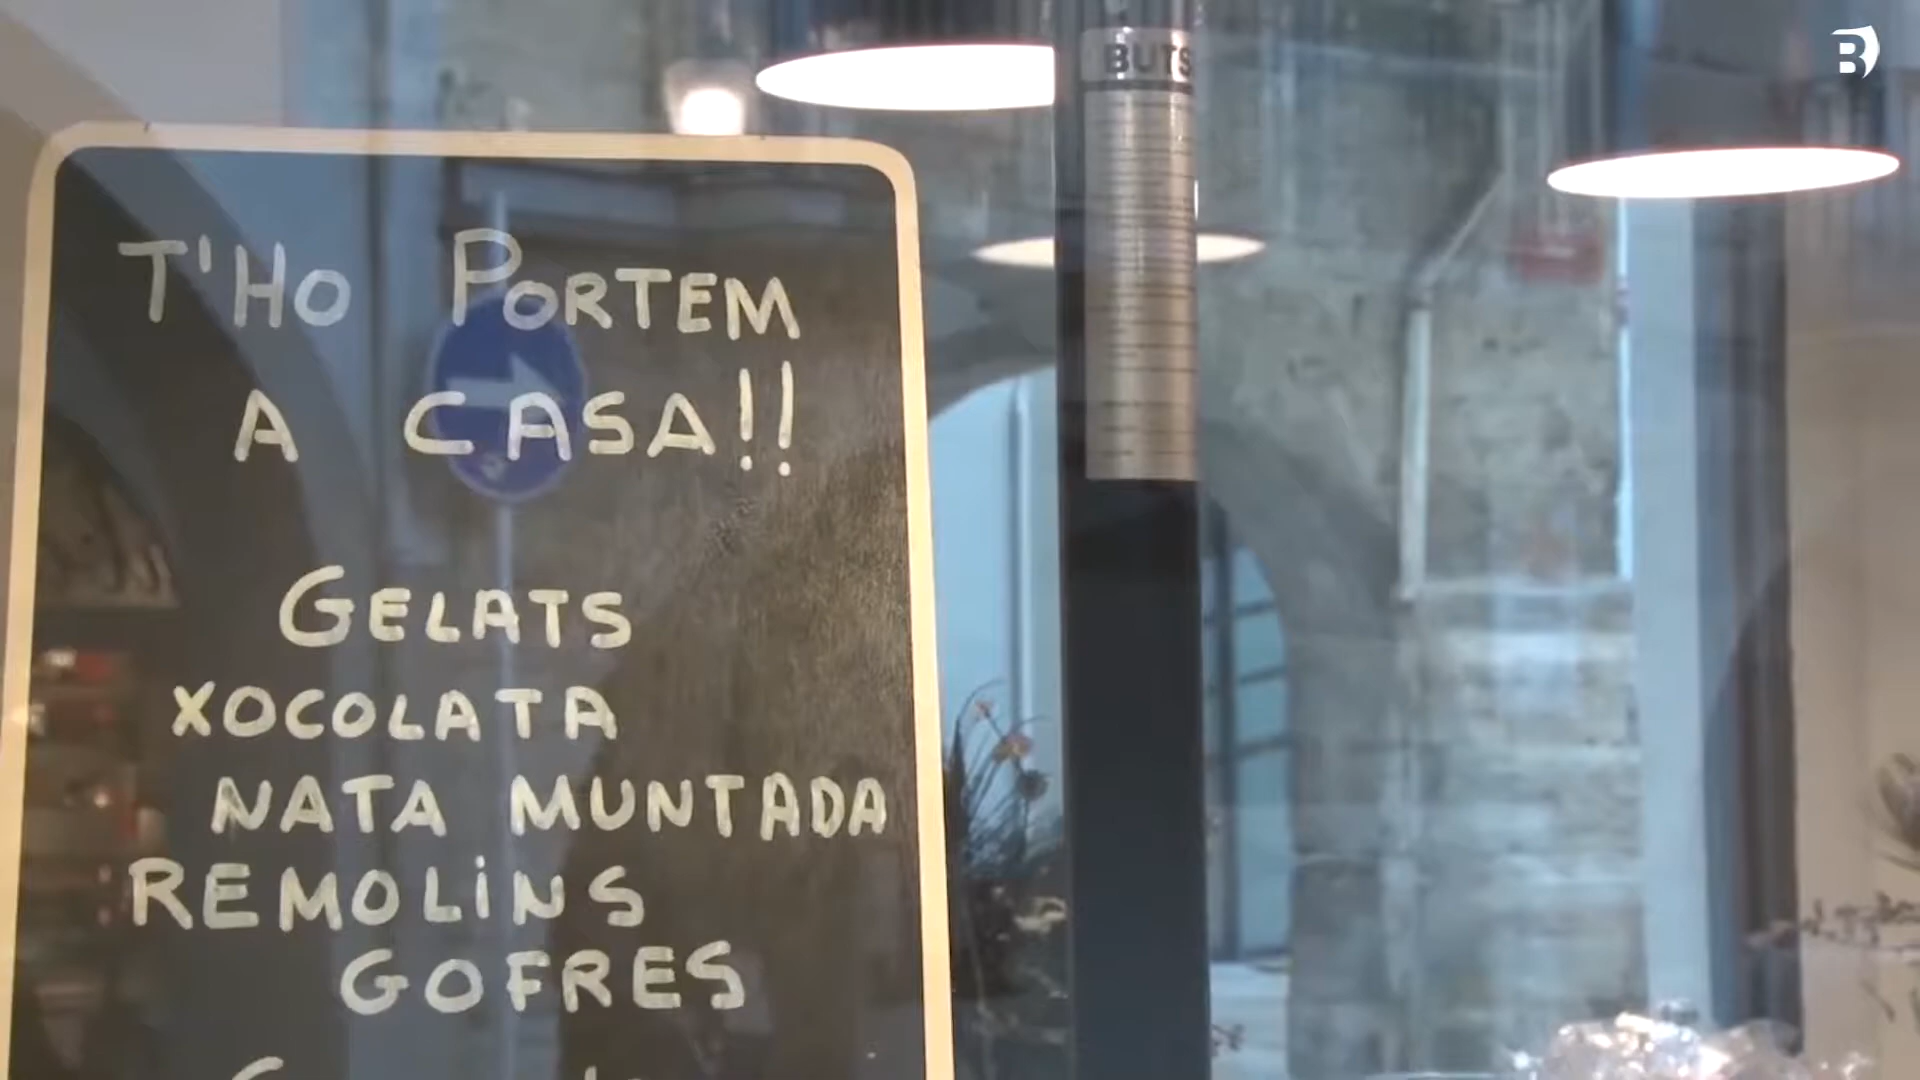 T'HO PORTEM
A CASA!!
GELATS
XOCOLATA
NATA MUNTADA
REMOLINS
GOFRES
BUTS
B